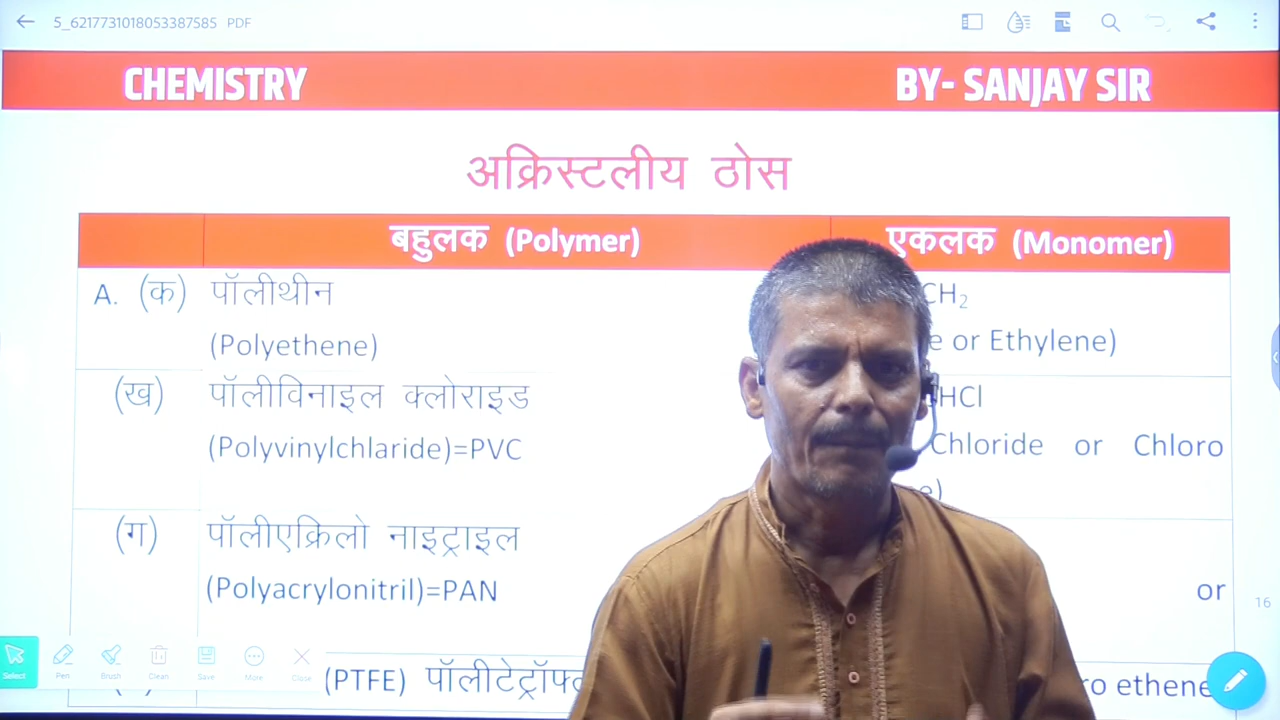 5_6217731018053387585 PDF
CHEMISTRY
BY- SANJAY SIR
अक्रिस्टलीय ठोस
बहुलक (Polymer)
एकलक (Monomer)
A. (क) पॉलीथीन
CH₂
(Polyethene)
e or Ethylene)
(ख) पॉलीविनाइल क्लोराइड
HCl
(Polyvinylchlaride)=PVC
Chloride or Chloro
e)
(ग) पॉलीएक्रिलो नाइट्राइल
(Polyacrylonitril)=PAN
or
16
(PTFE)
ro ethene
Select Pen Brush Clean Save More Close